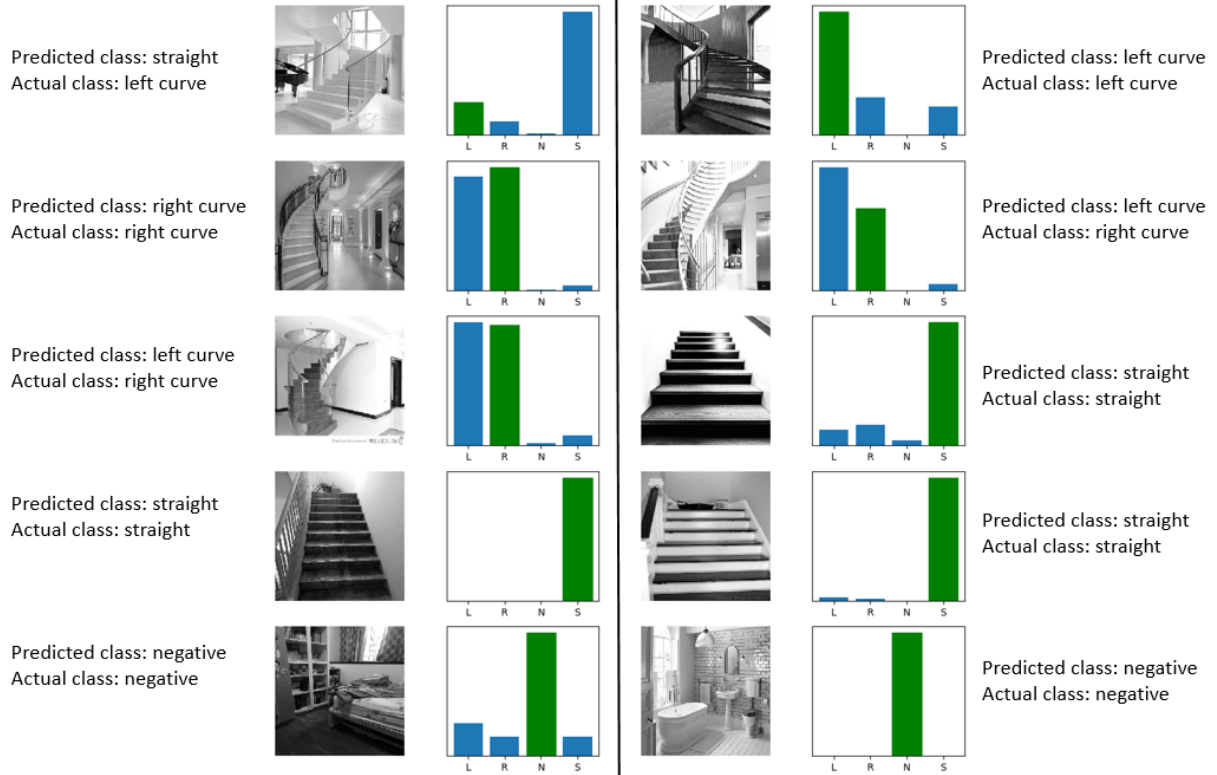 Predicted class: straight
Actual class: left curve
L R N S
Predicted class: left curve
Actual class: left curve
L R N S
Predicted class: right curve
Actual class: right curve
L R N S
Predicted class: left curve
Actual class: right curve
L R N S
Predicted class: left curve
Actual class: right curve
L R N S
Predicted class: straight
Actual class: straight
L R N S
Predicted class: straight
Actual class: straight
L R N S
Predicted class: straight
Actual class: straight
L R N S
Predicted class: negative
Actual class: negative
L R N S
Predicted class: negative
Actual class: negative
L R N S